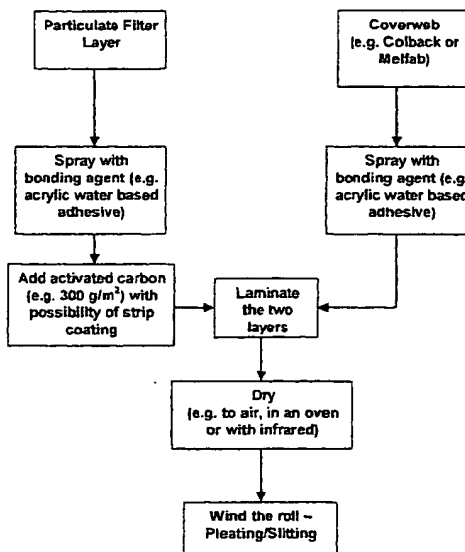 Particulate Filter
Layer
Coverweb
(e.g. Colback or
Melfab)
Spray with
bonding agent (e.g.
acrylic water based
adhesive)
Spray with
bonding agent (e.g.
acrylic water based
adhesive)
Add activated carbon
(e.g. 300 g/m²) with
possibility of strip
coating
Laminate
the two
layers
Dry
(e.g. to air, in an oven
or with infrared)
Wind the roll –
Pleating/Slitting